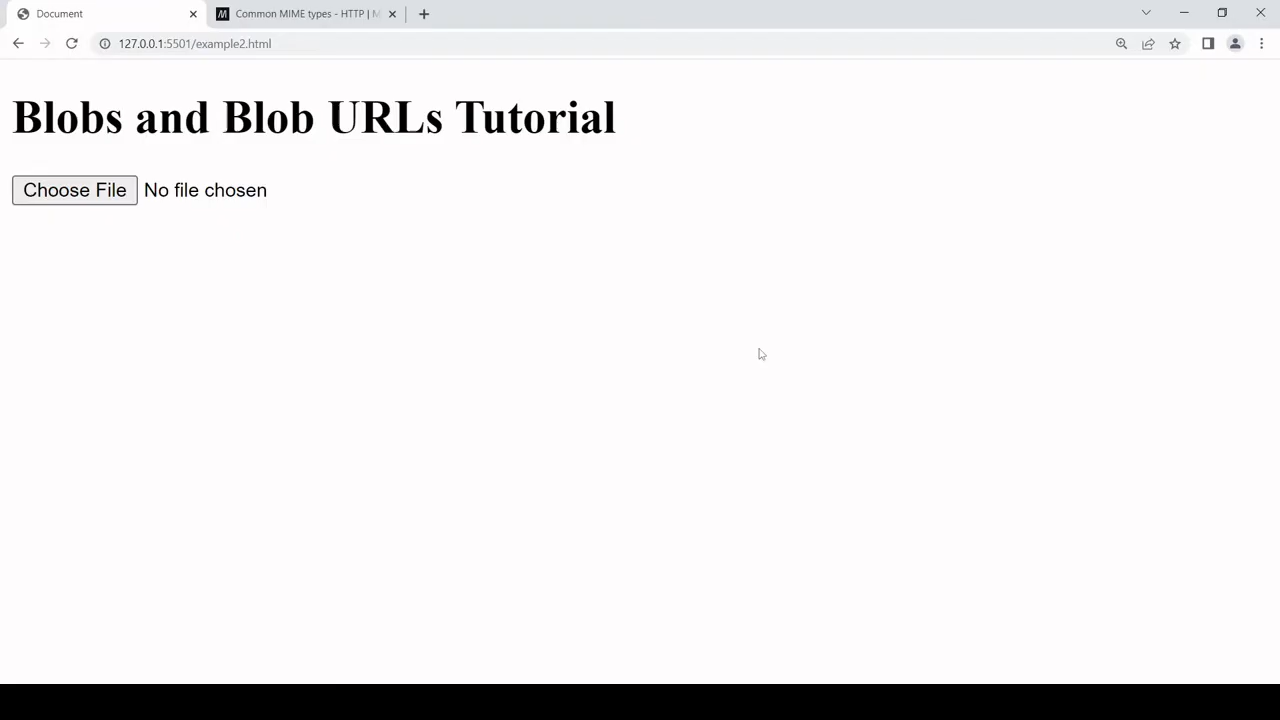 Document
Common MIME types - HTTP | M
127.0.0.1:5501/example2.html
Blobs and Blob URLs Tutorial
Choose File No file chosen